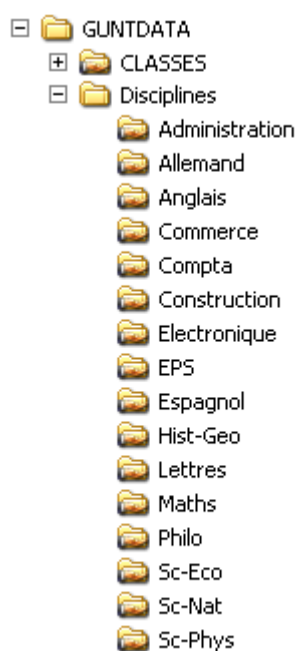 GUNTDATA
CLASSES
Disciplines
Administration
Allemand
Anglais
Commerce
Compta
Construction
Electronique
EPS
Espagnol
Hist-Geo
Lettres
Maths
Philo
Sc-Eco
Sc-Nat
Sc-Phys